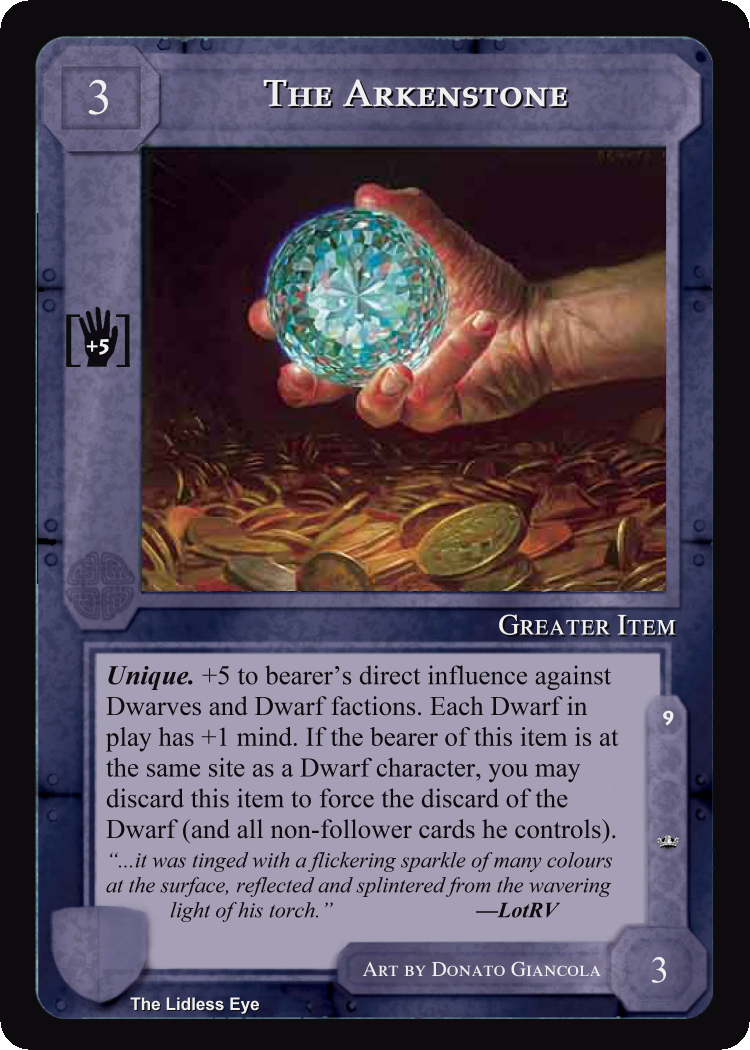 3
The Arkenstone
+5
Greater Item
Unique. +5 to bearer’s direct influence against
Dwarves and Dwarf factions. Each Dwarf in
play has +1 mind. If the bearer of this item is at
the same site as a Dwarf character, you may
discard this item to force the discard of the
Dwarf (and all non-follower cards he controls).
“...it was tinged with a flickering sparkle of many colours
at the surface, reflected and splintered from the wavering
light of his torch.” —LotRV
9
Art by Donato Giancola
3
The Lidless Eye